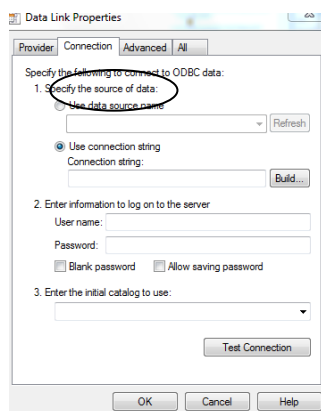 Data Link Properties
Provider Connection Advanced All
Specify the following to connect to ODBC data:
1. Specify the source of data:
Use data source name
Refresh
Use connection string
Connection string:
Build...
2. Enter information to log on to the server
User name:
Password:
Blank password Allow saving password
3. Enter the initial catalog to use:
Test Connection
OK Cancel Help